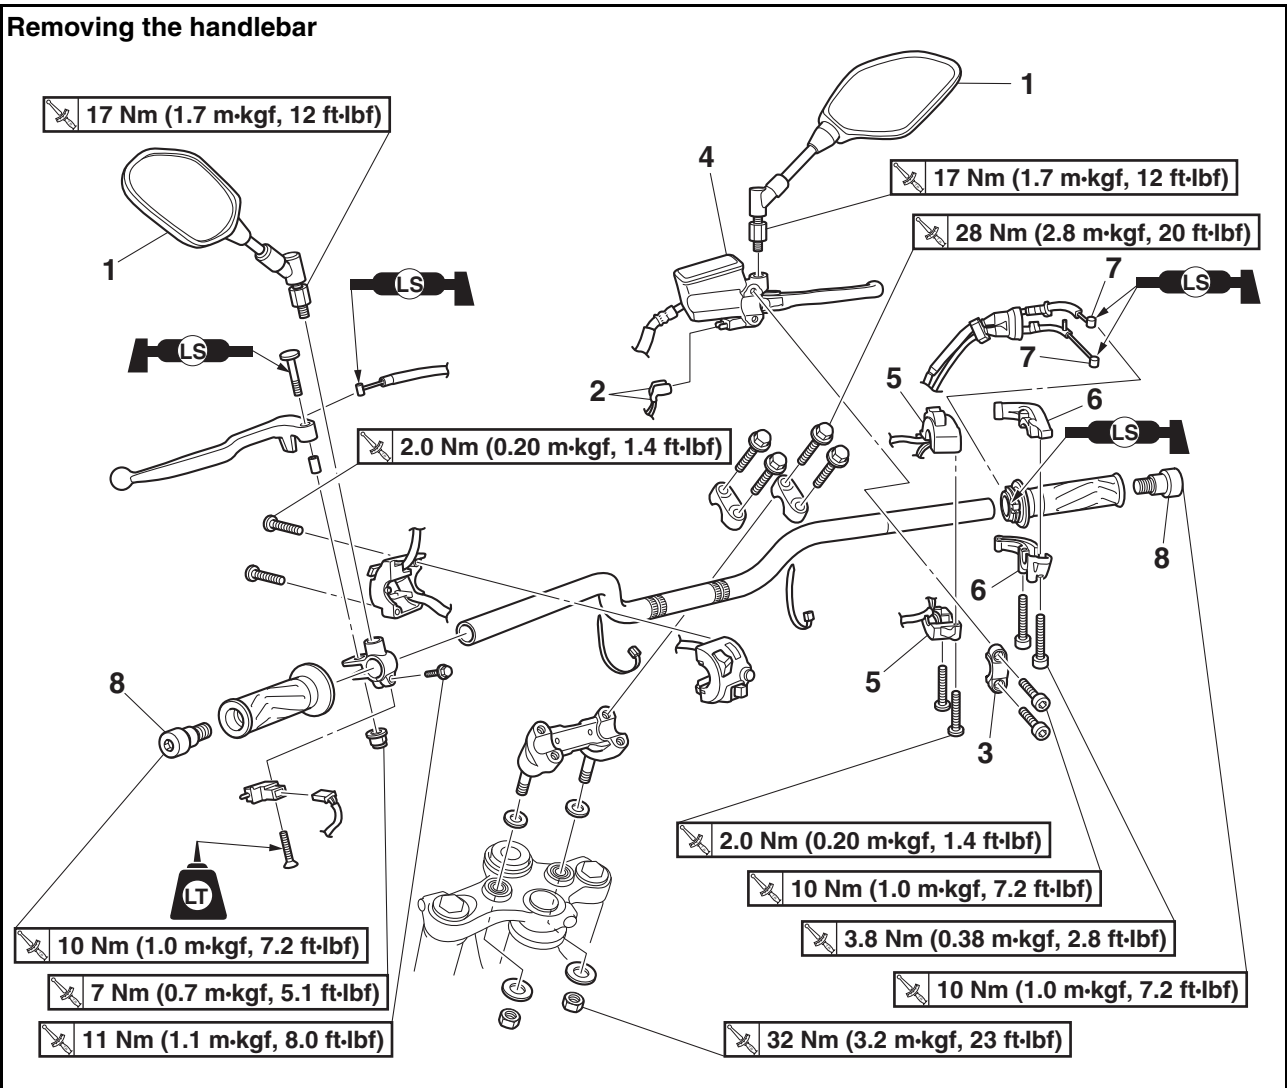 Removing the handlebar
1
17 Nm (1.7 m•kgf, 12 ft•lbf)
4
17 Nm (1.7 m•kgf, 12 ft•lbf)
28 Nm (2.8 m•kgf, 20 ft•lbf)
1
LS
7
LS
LS
7
2
5
6
LS
2.0 Nm (0.20 m•kgf, 1.4 ft•lbf)
8
6
5
8
3
2.0 Nm (0.20 m•kgf, 1.4 ft•lbf)
10 Nm (1.0 m•kgf, 7.2 ft•lbf)
LT
10 Nm (1.0 m•kgf, 7.2 ft•lbf)
3.8 Nm (0.38 m•kgf, 2.8 ft•lbf)
7 Nm (0.7 m•kgf, 5.1 ft•lbf)
10 Nm (1.0 m•kgf, 7.2 ft•lbf)
11 Nm (1.1 m•kgf, 8.0 ft•lbf)
32 Nm (3.2 m•kgf, 23 ft•lbf)